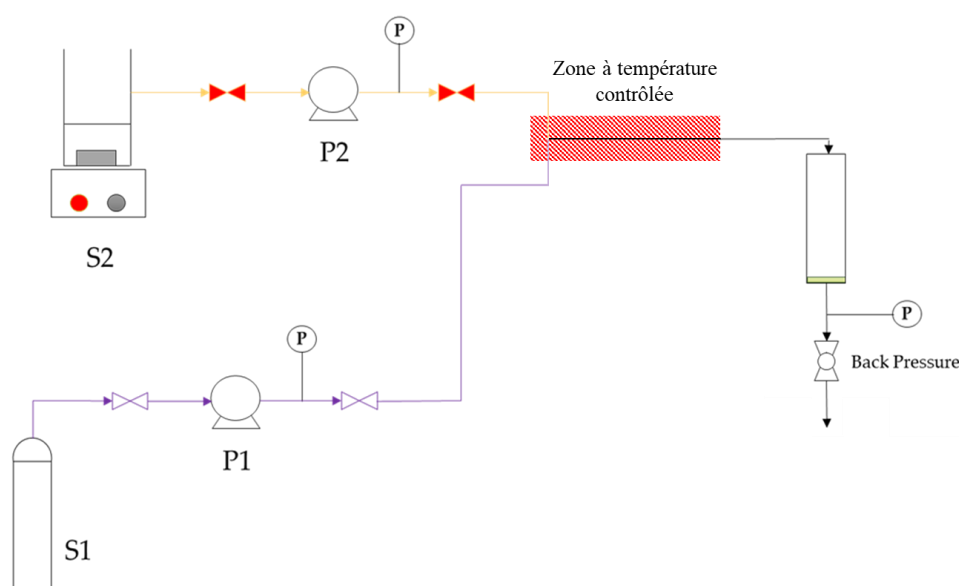 P
Zone à température
contrôlée
P2
S2
P
P
Back Pressure
P1
S1